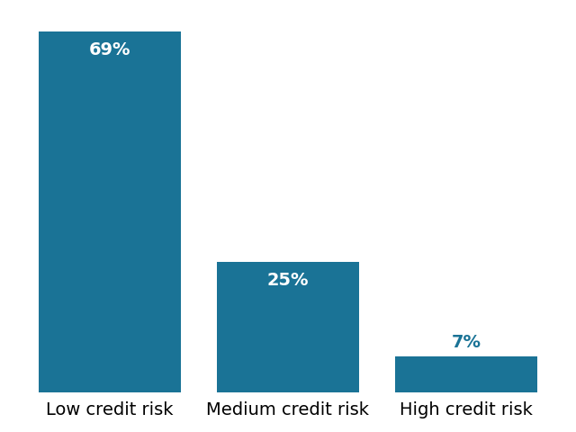 69%
25%
7%
Low credit risk
Medium credit risk
High credit risk